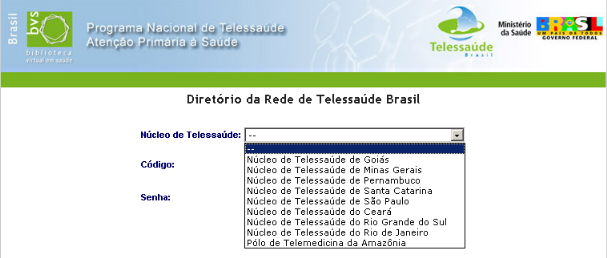 Brasil
bvs
biblioteca
virtual em saúde
Programa Nacional de Telessaúde
Atenção Primária à Saúde
Telessaúde
Brasil
Ministério
da Saúde
BRASIL
UM PAÍS DE TODOS
GOVERNO FEDERAL
Diretório da Rede de Telessaúde Brasil
Núcleo de Telessaúde: --
--
Núcleo de Telessaúde de Goiás
Núcleo de Telessaúde de Minas Gerais
Núcleo de Telessaúde de Pernambuco
Núcleo de Telessaúde de Santa Catarina
Núcleo de Telessaúde de São Paulo
Núcleo de Telessaúde do Ceará
Núcleo de Telessaúde do Rio Grande do Sul
Núcleo de Telessaúde do Rio de Janeiro
Pólo de Telemedicina da Amazônia
Código:
Senha: